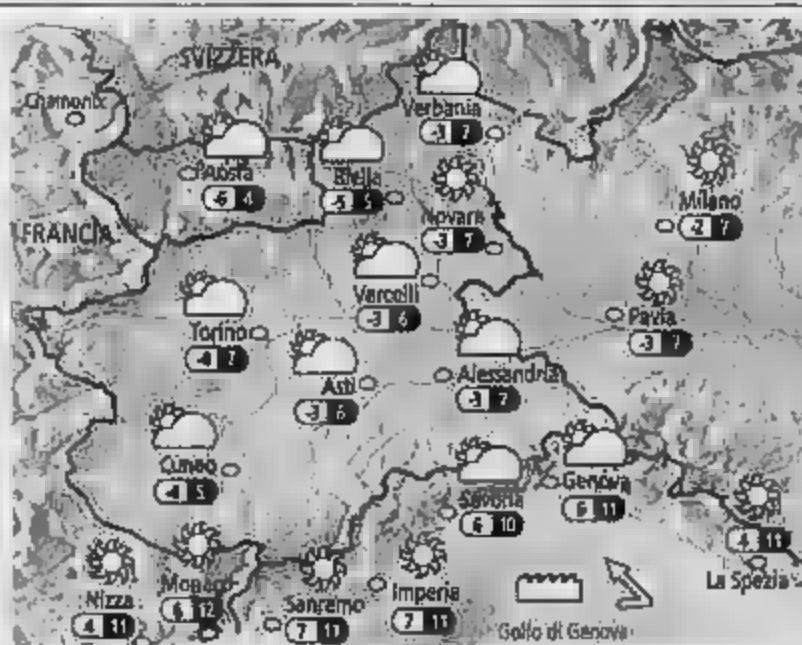 SVIZZERA
Chamonix
Verbania
-3 7
Aosta
-6 4
Biella
-5 5
Milano
-2 7
Novara
-3 7
FRANCIA
Vercelli
-3 6
Torino
-4 7
Pavia
-3 7
Asti
-3 6
Alessandria
-3 7
Cuneo
-4 5
Savona
6 10
Genova
6 11
4 11
La Spezia
Monaco
6 12
Nizza
4 11
Sanremo
7 11
Imperia
7 11
Golfo di Genova